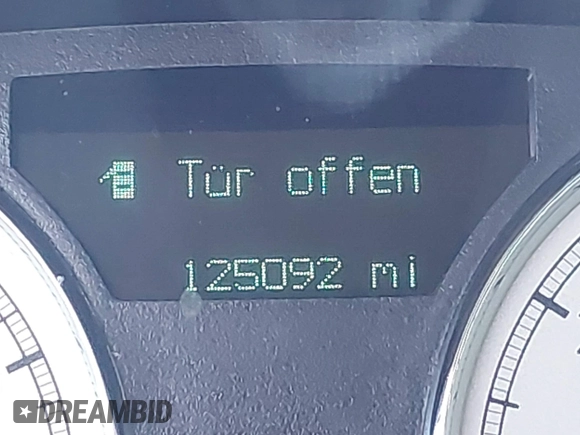 Tür offen
125092 mi
DREAMBID